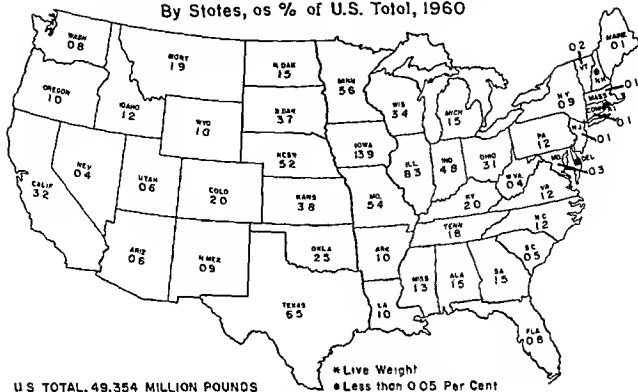 By States, as % of U.S. Total, 1960
WASH
0 8
OREGON
1 0
CALIF
3 2
NEV
0 4
IDAHO
1 2
MONT
1 9
WYO
1 0
UTAH
0 6
COLO
2 0
ARIZ
0 6
N MEX
0 9
N DAK
1 5
S DAK
3 7
NEBR
5 2
KANS
3 8
OKLA
2 5
TEXAS
6 5
MINN
5 6
IOWA
13 9
MO.
5 4
ARK
1 0
LA
1 0
WIS
3 4
ILL
8 3
MICH
1 5
IND
4 8
OHIO
3 1
KY
2 0
TENN
1 8
MISS
1 3
ALA
1 5
GA
1 5
FLA
0 8
S C
0 5
N C
1 2
VA
1 2
W VA
0 4
PA
1 2
N. Y.
0 9
0.2
VT
N H
MAINE
0 1
MASS
0 1
CONN
R I
0 1
N. J.
0 1
DEL
MD.
0 3
U S TOTAL, 49,354 MILLION POUNDS
* Live Weight
● Less than 0 05 Per Cent